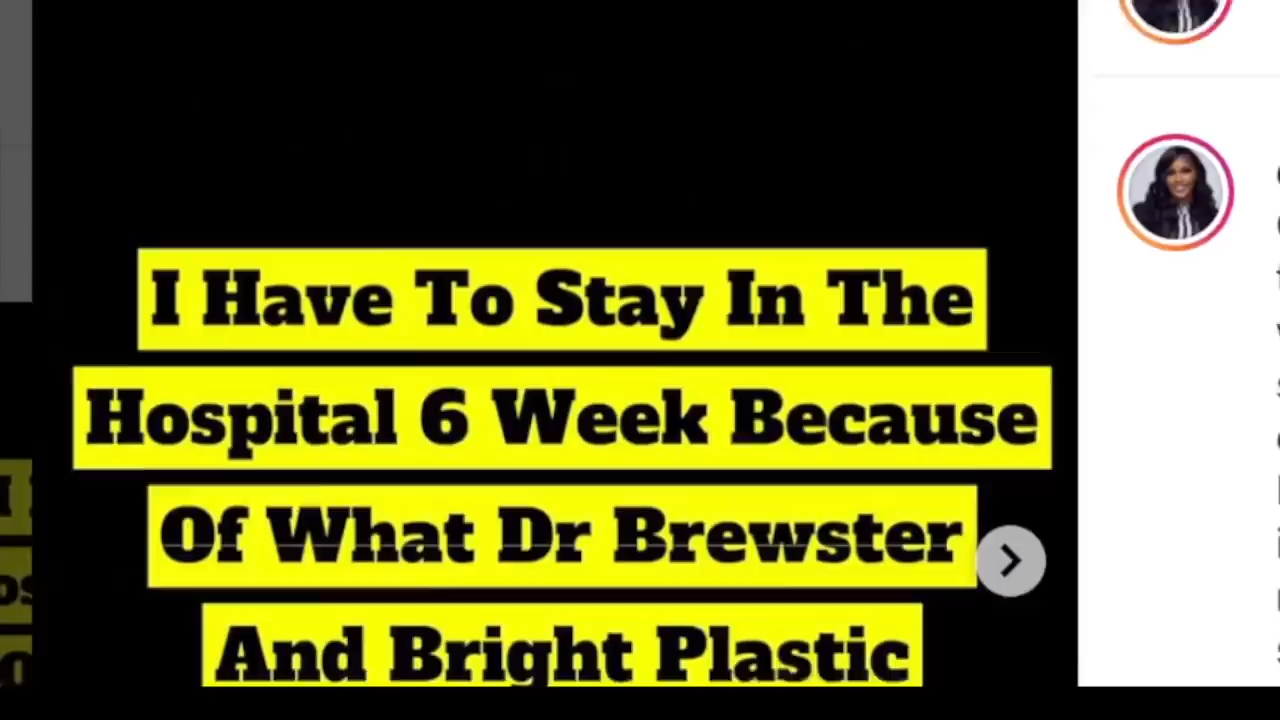 I Have To Stay In The
Hospital 6 Week Because
Of What Dr Brewster
And Bright Plastic